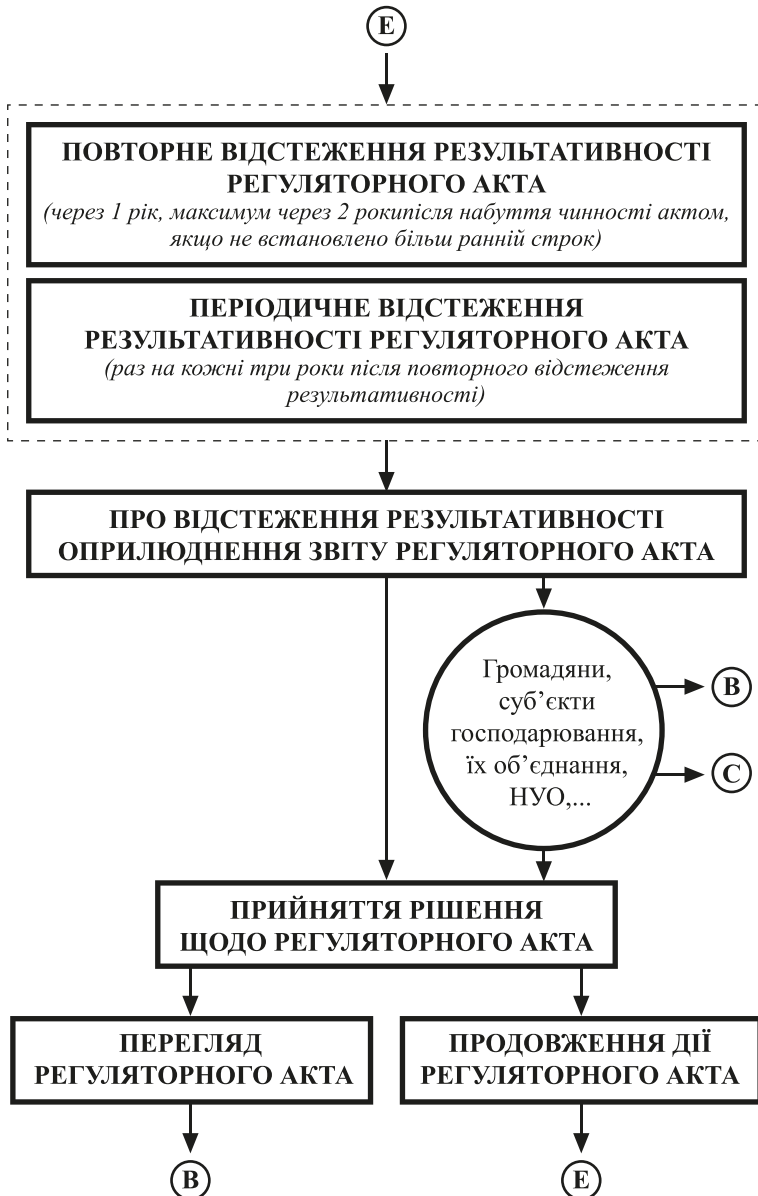 Е
ПОВТОРНЕ ВІДСТЕЖЕННЯ РЕЗУЛЬТАТИВНОСТІ
РЕГУЛЯТОРНОГО АКТА
(через 1 рік, максимум через 2 рокипісля набуття чинності актом,
якщо не встановлено більш ранній строк)
ПЕРІОДИЧНЕ ВІДСТЕЖЕННЯ
РЕЗУЛЬТАТИВНОСТІ РЕГУЛЯТОРНОГО АКТА
(раз на кожні три роки після повторного відстеження
результативності)
ПРО ВІДСТЕЖЕННЯ РЕЗУЛЬТАТИВНОСТІ
ОПРИЛЮДНЕННЯ ЗВІТУ РЕГУЛЯТОРНОГО АКТА
Громадяни,
суб’єкти
господарювання,
їх об’єднання,
НУО,...
В
С
ПРИЙНЯТТЯ РІШЕННЯ
ЩОДО РЕГУЛЯТОРНОГО АКТА
ПЕРЕГЛЯД
РЕГУЛЯТОРНОГО АКТА
ПРОДОВЖЕННЯ ДІЇ
РЕГУЛЯТОРНОГО АКТА
В
Е